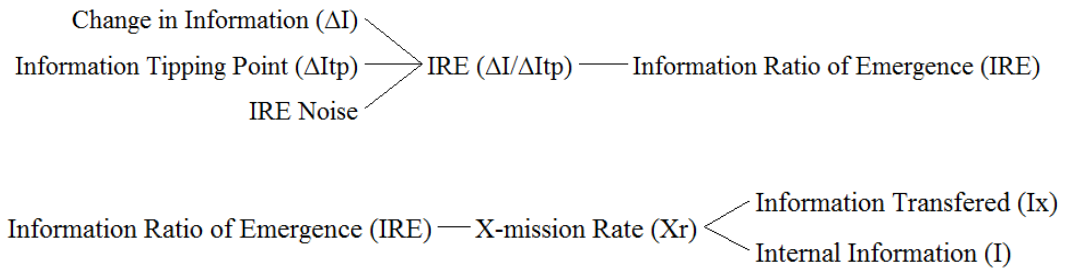 Change in Information (ΔI)
Information Tipping Point (ΔItp)
IRE (ΔI/ΔItp)
Information Ratio of Emergence (IRE)
IRE Noise
Information Transfered (Ix)
Information Ratio of Emergence (IRE)
X-mission Rate (Xr)
Internal Information (I)